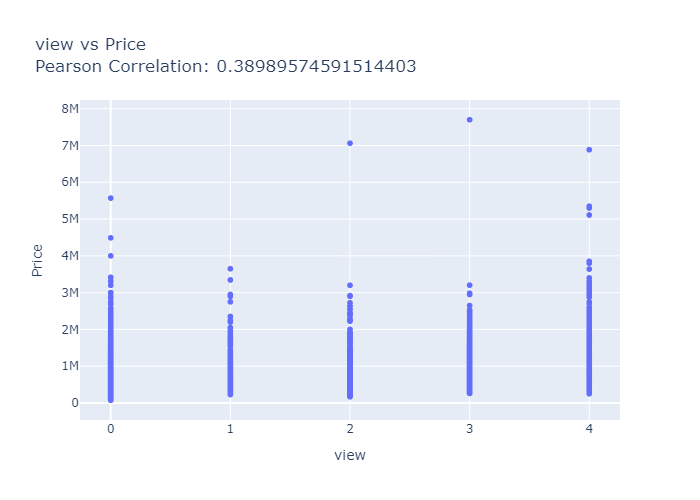 view vs Price
Pearson Correlation: 0.38989574591514403
8M
7M
6M
5M
4M
3M
2M
1M
0
Price
0 1 2 3 4
view